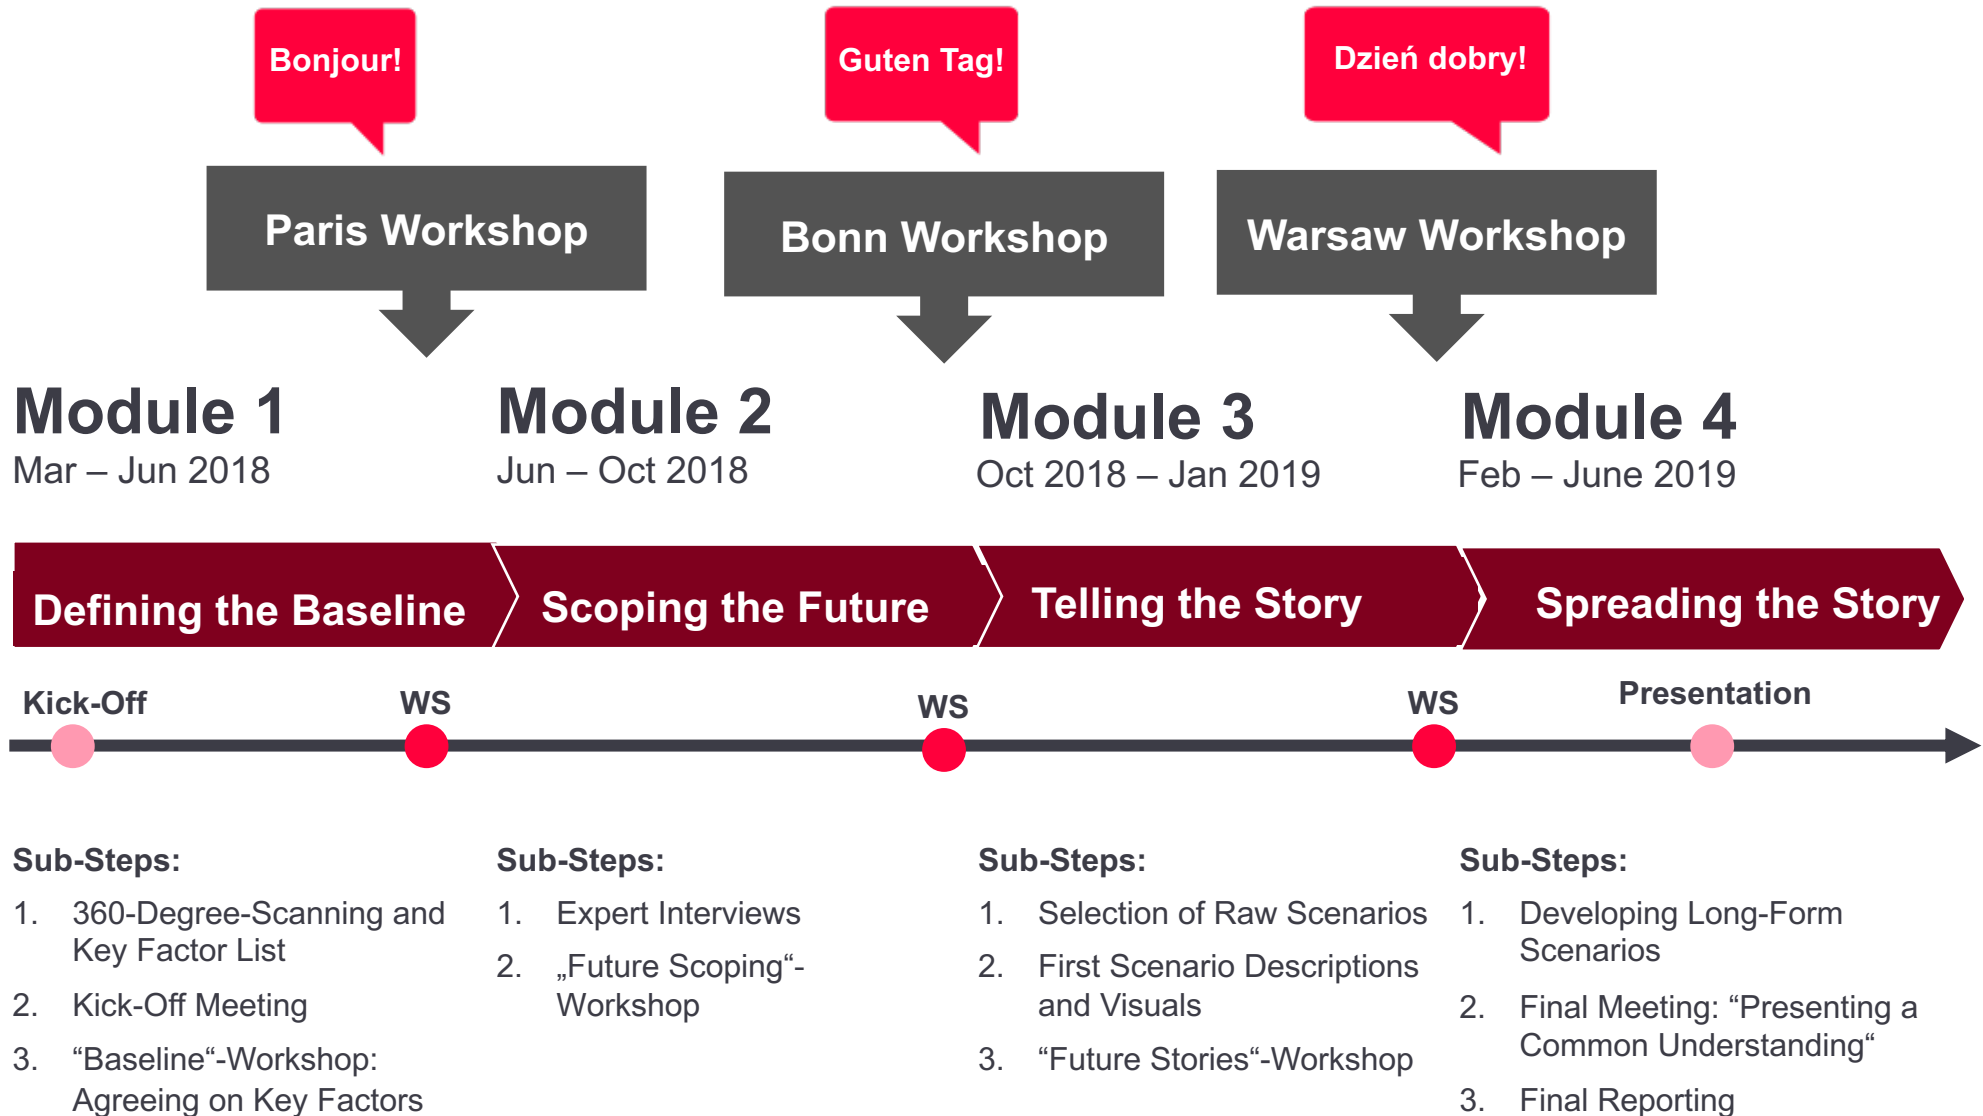 Bonjour!
Guten Tag!
Dzień dobry!
Paris Workshop
Bonn Workshop
Warsaw Workshop
Module 1
Mar – Jun 2018
Module 2
Jun – Oct 2018
Module 3
Oct 2018 – Jan 2019
Module 4
Feb – June 2019
Defining the Baseline
Scoping the Future
Telling the Story
Spreading the Story
Kick-Off
WS
WS
WS
Presentation
Sub-Steps:
1. 360-Degree-Scanning and
Key Factor List
2. Kick-Off Meeting
3. “Baseline“-Workshop:
Agreeing on Key Factors
Sub-Steps:
1. Expert Interviews
2. „Future Scoping“-
Workshop
Sub-Steps:
1. Selection of Raw Scenarios
2. First Scenario Descriptions
and Visuals
3. “Future Stories“-Workshop
Sub-Steps:
1. Developing Long-Form
Scenarios
2. Final Meeting: “Presenting a
Common Understanding“
3. Final Reporting